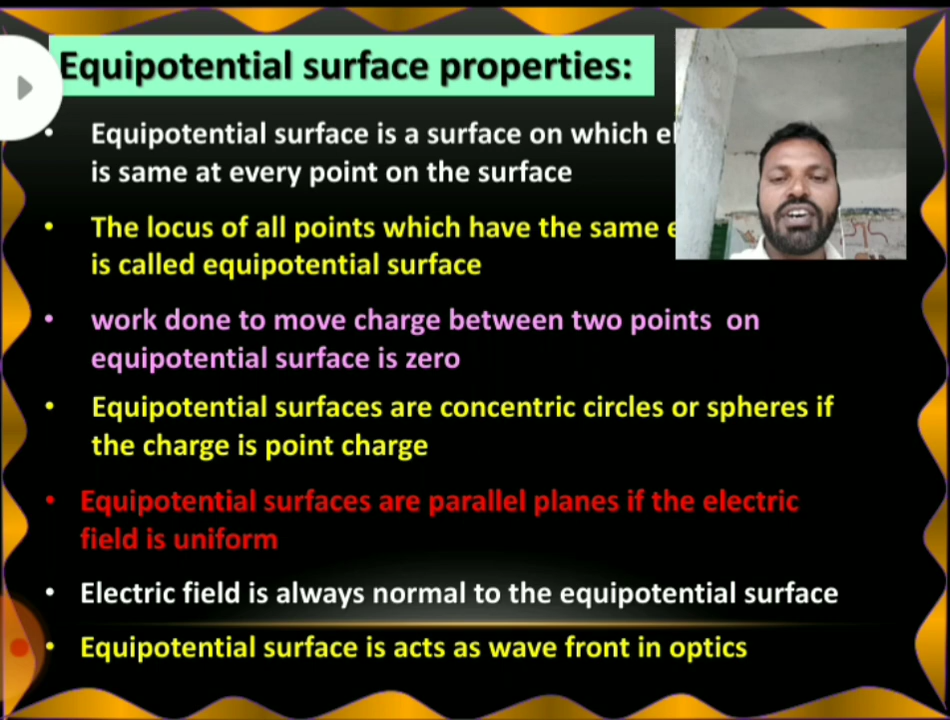 Equipotential surface properties:
• Equipotential surface is a surface on which
is same at every point on the surface
• The locus of all points which have the same
is called equipotential surface
• work done to move charge between two points on
equipotential surface is zero
• Equipotential surfaces are concentric circles or spheres if
the charge is point charge
• Equipotential surfaces are parallel planes if the electric
field is uniform
• Electric field is always normal to the equipotential surface
• Equipotential surface is acts as wave front in optics